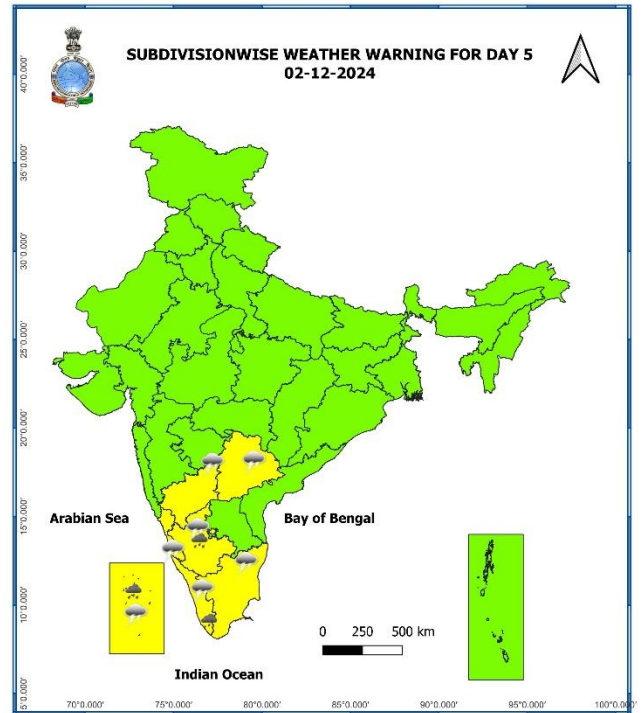 SUBDIVISIONWISE WEATHER WARNING FOR DAY 5
02-12-2024
40°0.000'
35°0.000'
30°0.000'
25°0.000'
20°0.000'
15°0.000'
10°0.000'
5°0.000'
Arabian Sea
Bay of Bengal
0 250 500 km
Indian Ocean
70°0.000' 75°0.000' 80°0.000' 85°0.000' 90°0.000' 95°0.000' 100°0.000'